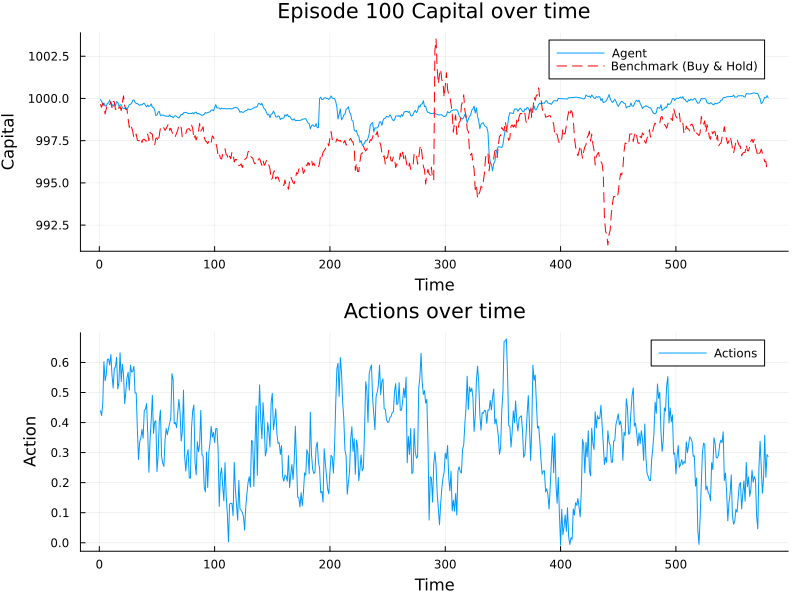 Episode 100 Capital over time
Capital
1002.5
1000.0
997.5
995.0
992.5
Agent
Benchmark (Buy & Hold)
0 100 200 300 400 500
Time
Actions over time
Action
0.6
0.5
0.4
0.3
0.2
0.1
0.0
Actions
0 100 200 300 400 500
Time